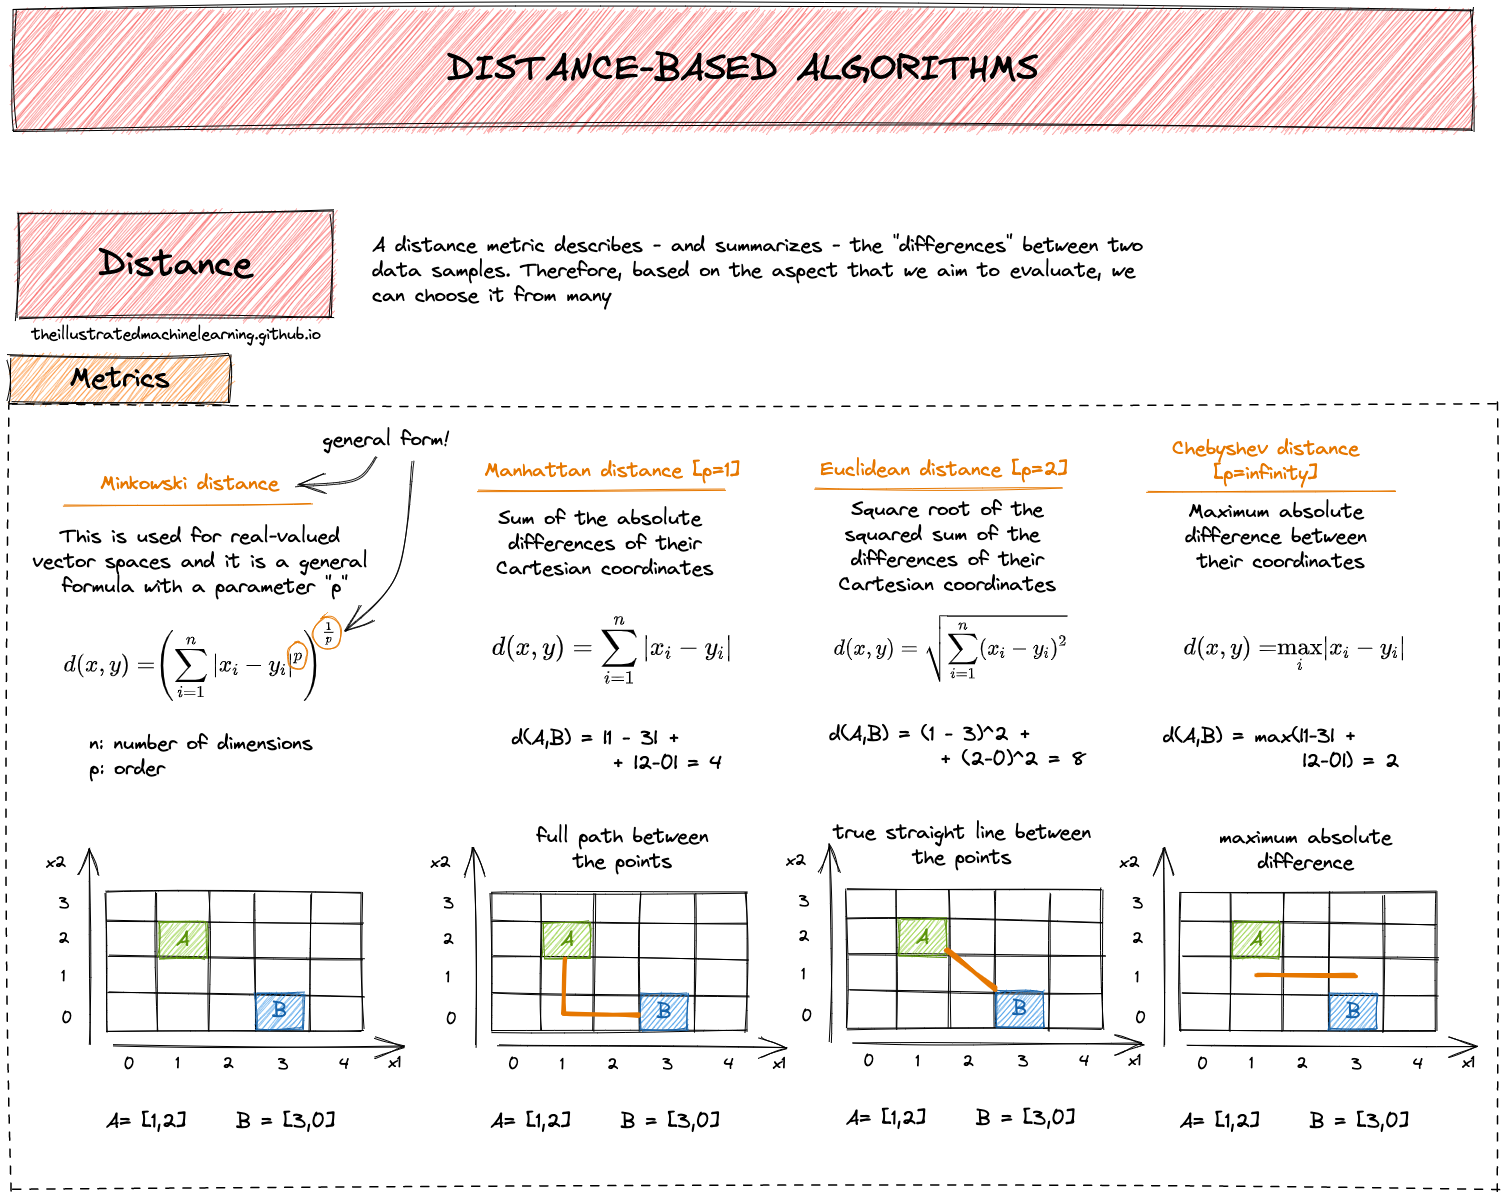 DISTANCE-BASED ALGORITHMS
Distance
A distance metric describes - and summarizes - the "differences" between two
data samples. Therefore, based on the aspect that we aim to evaluate, we
can choose it from many
theillustratedmachinelearning.github.io
Metrics
general form!
Minkowski distance
This is used for real-valued
vector spaces and it is a general
formula with a parameter "p"
d(x, y) = (∑_{i=1}^{n} |x_i − y_i|^p)^{1/p}
n: number of dimensions
p: order
x2
3
2
1
0
A
B
0 1 2 3 4 x1
A= [1,2] B = [3,0]
Manhattan distance [p=1]
Sum of the absolute
differences of their
Cartesian coordinates
d(x, y) = ∑_{i=1}^{n} |x_i − y_i|
d(A,B) = |1 - 3| +
+ |2-0| = 4
full path between
the points
x2
3
2
1
0
A
B
0 1 2 3 4 x1
A= [1,2] B = [3,0]
Euclidean distance [p=2]
Square root of the
squared sum of the
differences of their
Cartesian coordinates
d(x, y) = √(∑_{i=1}^{n} (x_i − y_i)^2)
d(A,B) = (1 - 3)^2 +
+ (2-0)^2 = 8
true straight line between
the points
x2
3
2
1
0
A
B
0 1 2 3 4 x1
A= [1,2] B = [3,0]
Chebyshev distance
[p=infinity]
Maximum absolute
difference between
their coordinates
d(x, y) = max_i |x_i − y_i|
d(A,B) = max(|1-3| +
|2-0|) = 2
maximum absolute
difference
x2
3
2
1
0
A
B
0 1 2 3 4 x1
A= [1,2] B = [3,0]